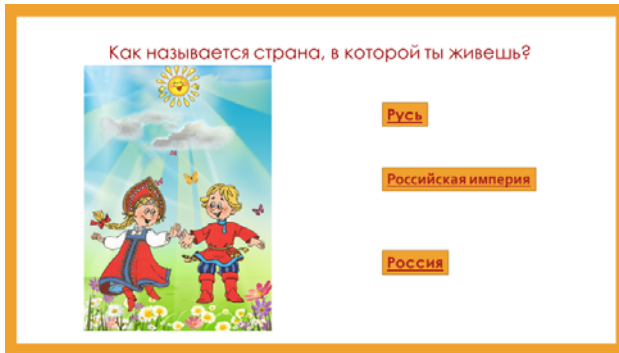 Как называется страна, в которой ты живешь?
Русь
Российская империя
Россия